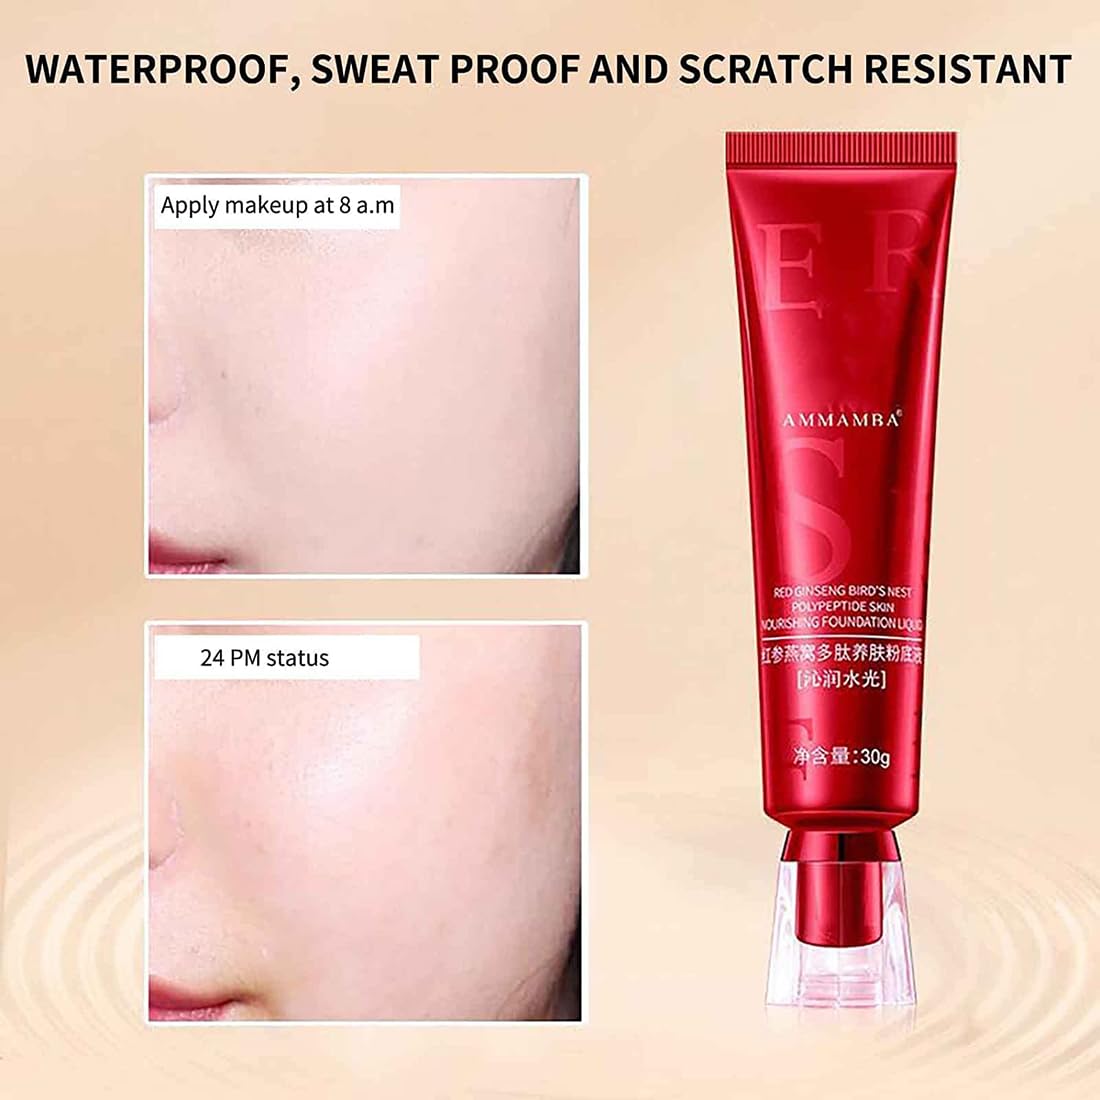 WATERPROOF, SWEAT PROOF AND SCRATCH RESISTANT
Apply makeup at 8 a.m
24 PM status
E R
AMMAMBA®
S
RED GINSENG BIRD'S NEST
POLYPEPTIDE SKIN
NOURISHING FOUNDATION LIQUID
红参燕窝多肽养肤粉底液
[沁润水光]
净含量:30g